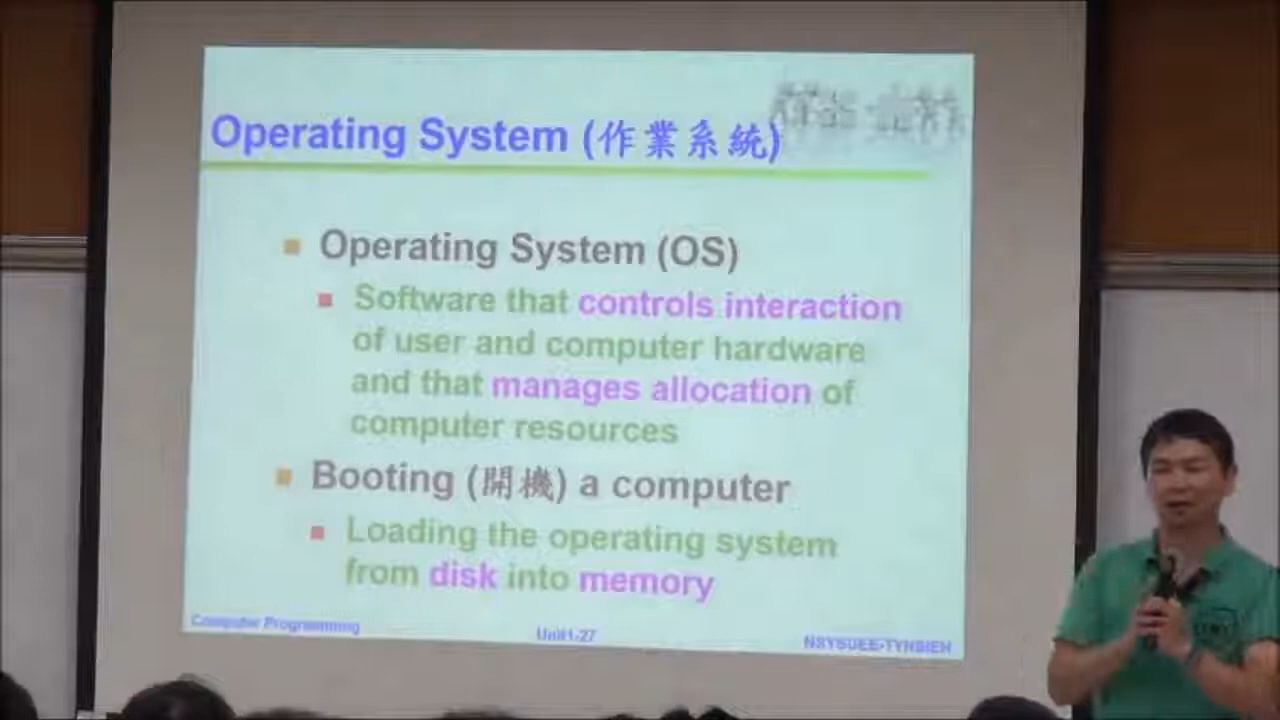 Operating System (作業系統)
Operating System (OS)
Software that controls interaction
of user and computer hardware
and that manages allocation of
computer resources
Booting (開機) a computer
Loading the operating system
from disk into memory
Computer Programming
Unit1-27
NSYSUEE-TYHSIEH